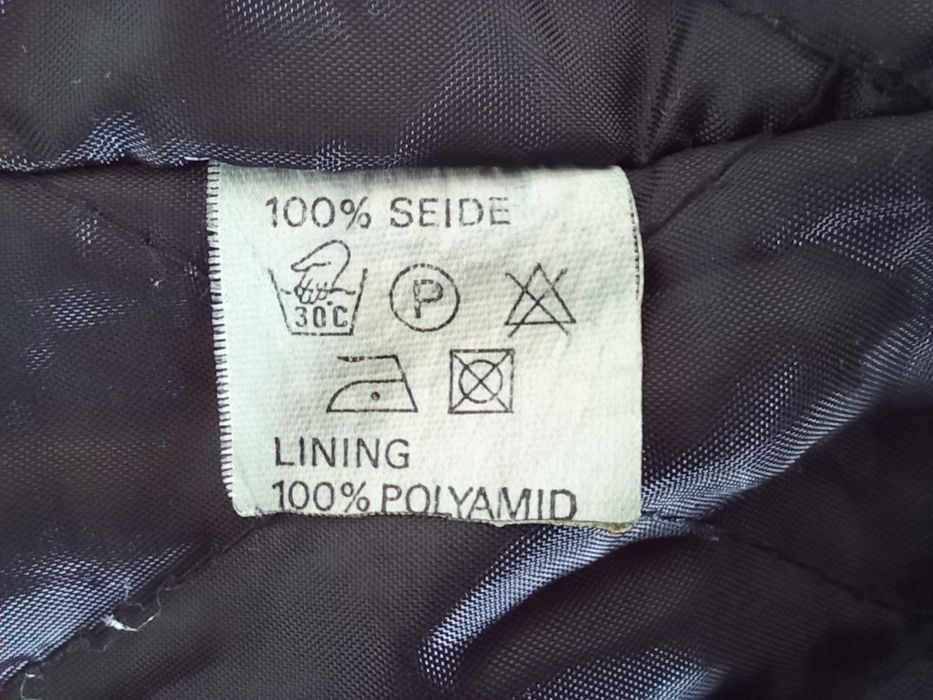 100% SEIDE
30°C P
LINING
100% POLYAMID